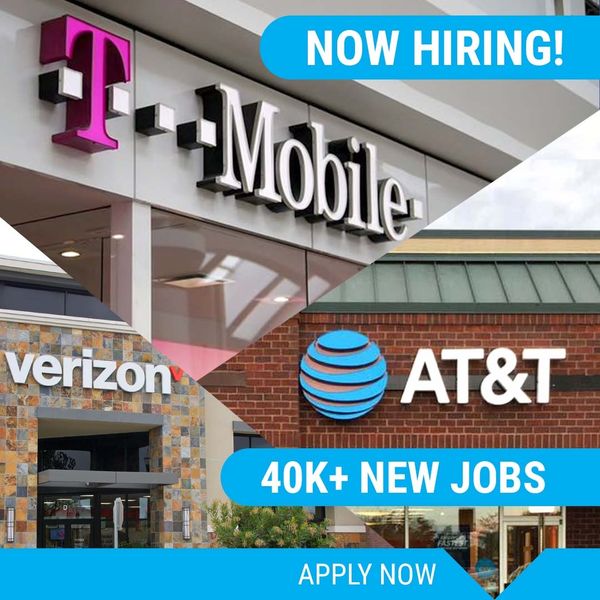 NOW HIRING!
T-Mobile
verizon
AT&T
40K+ NEW JOBS
APPLY NOW